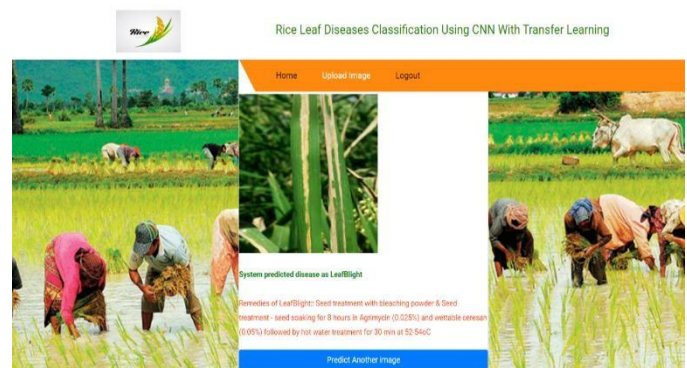 Rice
Rice Leaf Diseases Classification Using CNN With Transfer Learning
Home Upload Image Logout
System predicted disease as LeafBlight
Remedies of LeafBlight:: Seed treatment with bleaching powder & Seed
treatment - seed soaking for 8 hours in Agrimycin (0.025%) and wettable ceresan
(0.05%) followed by hot water treatment for 30 min at 52-54oC
Predict Another Image